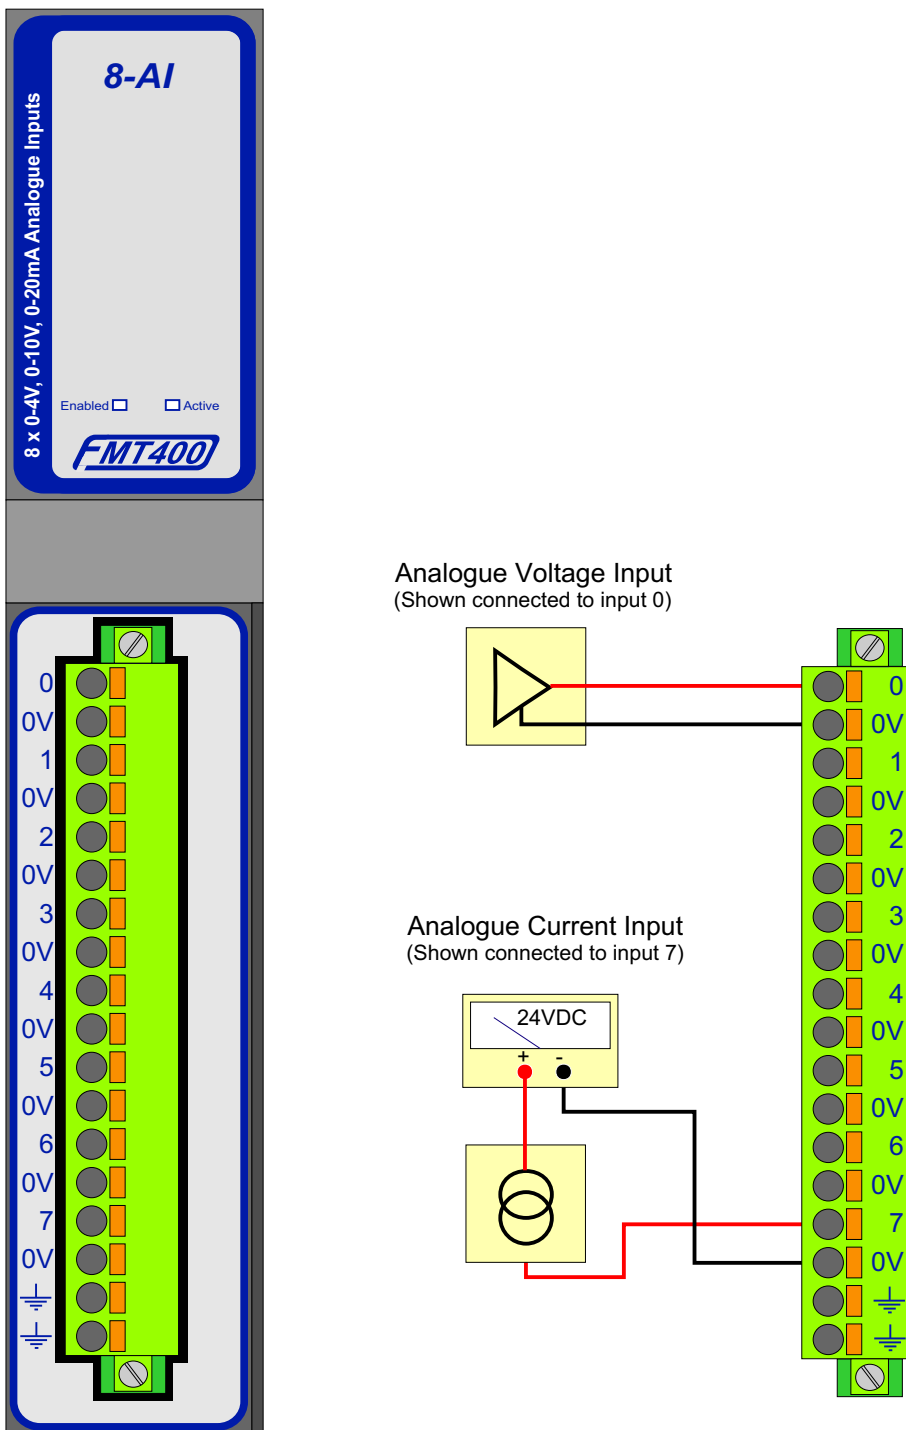 8-AI
8 x 0-4V, 0-10V, 0-20mA Analogue Inputs
Enabled
Active
FMT400
0
0V
1
0V
2
0V
3
0V
4
0V
5
0V
6
0V
7
0V
Analogue Voltage Input
(Shown connected to input 0)
Analogue Current Input
(Shown connected to input 7)
24VDC
+ -
0
0V
1
0V
2
0V
3
0V
4
0V
5
0V
6
0V
7
0V